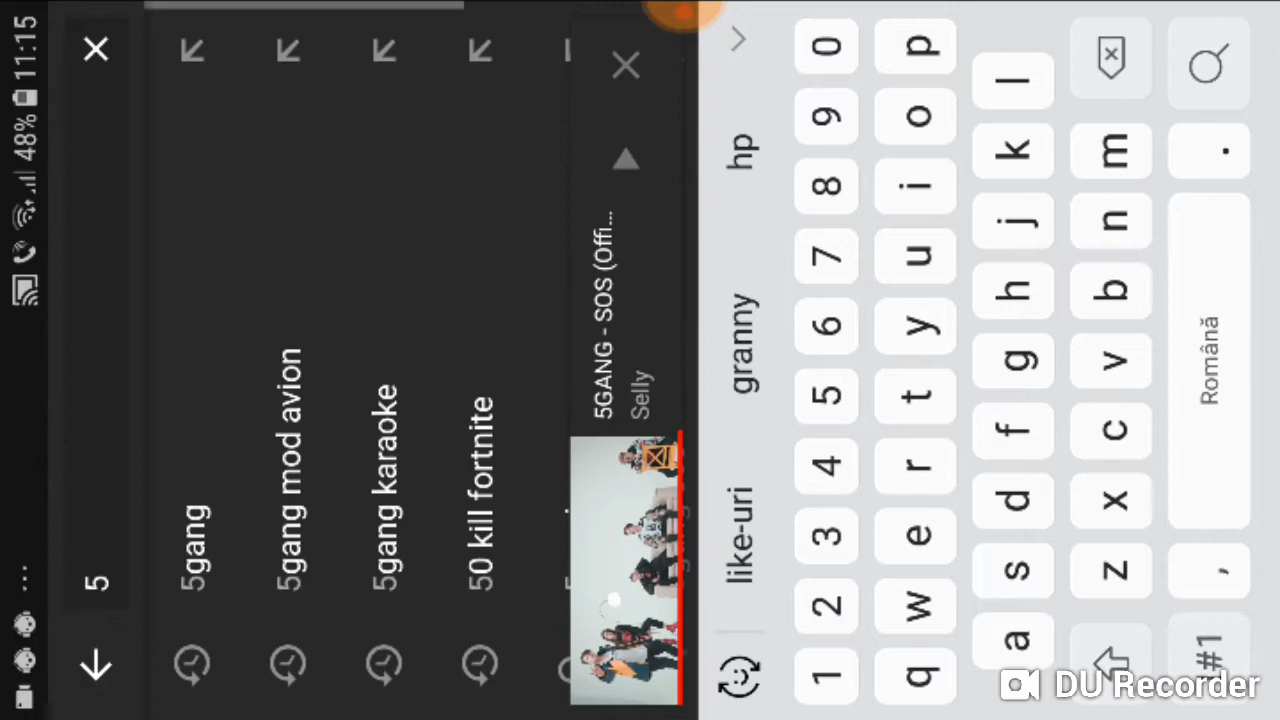 48% 11:15
5
5gang
5gang mod avion
5gang karaoke
50 kill fortnite
5GANG - SOS (Offi...
Selly
like-uri granny hp
1 2 3 4 5 6 7 8 9 0
q w e r t y u i o p
a s d f g h j k l
z x c v b n m
!#1 , Română .
DU Recorder